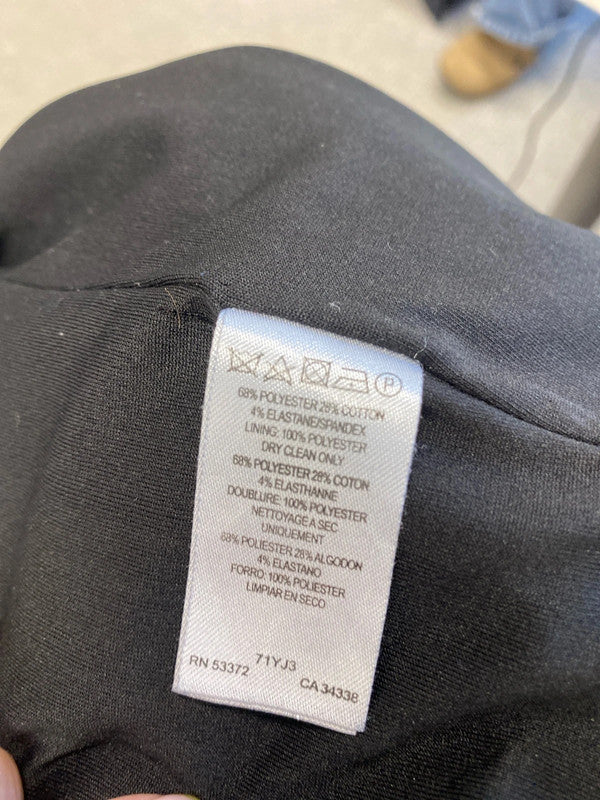 P
68% POLYESTER 28% COTTON
4% ELASTANE/SPANDEX
LINING: 100% POLYESTER
DRY CLEAN ONLY
68% POLYESTER 28% COTON
4% ELASTHANNE
DOUBLURE: 100% POLYESTER
NETTOYAGE A SEC
UNIQUEMENT
68% POLIESTER 28% ALGODON
4% ELASTANO
FORRO: 100% POLIESTER
LIMPIAR EN SECO
71YJ3
RN 53372
CA 34338